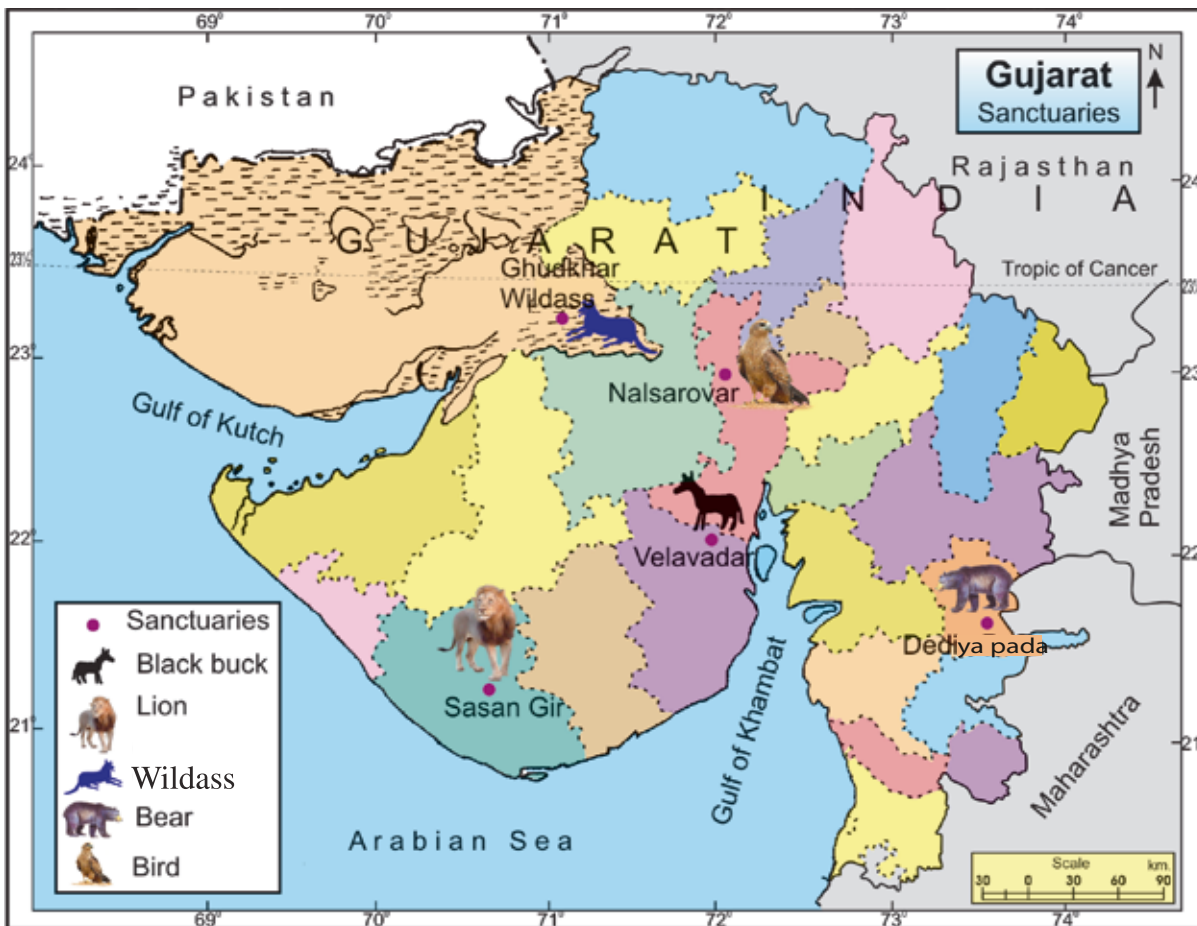 69° 70° 71° 72° 73° 74°
Gujarat
Sanctuaries
N
Pakistan
Rajasthan
24° 24°
I N D I A
G U J A R A T
23½
Tropic of Cancer
23½
Ghudkhar
Wildass
23° 23°
Nalsarovar
Gulf of Kutch
Madhya
Pradesh
22° 22°
Velavadar
Dediya pada
Sasan Gir
Gulf of Khambat
21° 21°
Maharashtra
Arabian Sea
Sanctuaries
Black buck
Lion
Wildass
Bear
Bird
Scale km.
30 0 30 60 90
69° 70° 71° 72° 73° 74°